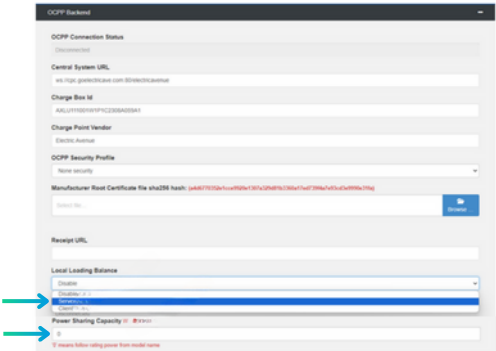 OCPP Backend
OCPP Connection Status
Disconnected
Central System URL
Charge Box Id
Charge Point Vendor
Electric Avenue
OCPP Security Profile
None security
Manufacturer Root Certificate file sha256 hash:
Select file...
Browse ...
Receipt URL
Local Loading Balance
Disable
Disable
Server
Client
Power Sharing Capacity
0
'0' means follow rating power from model name